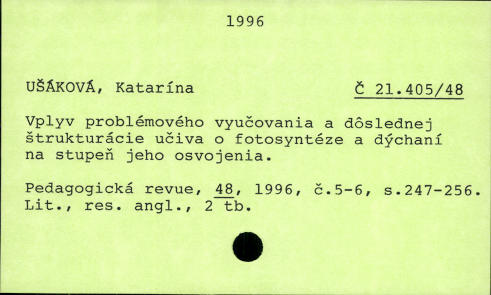 1996
UŠÁKOVÁ, Katarína Č 21.405/48
Vplyv problémového vyučovania a dôslednej
štrukturácie učiva o fotosyntéze a dýchaní
na stupeň jeho osvojenia.
Pedagogická revue, 48, 1996, č.5-6, s.247-256.
Lit., res. angl., 2 tb.